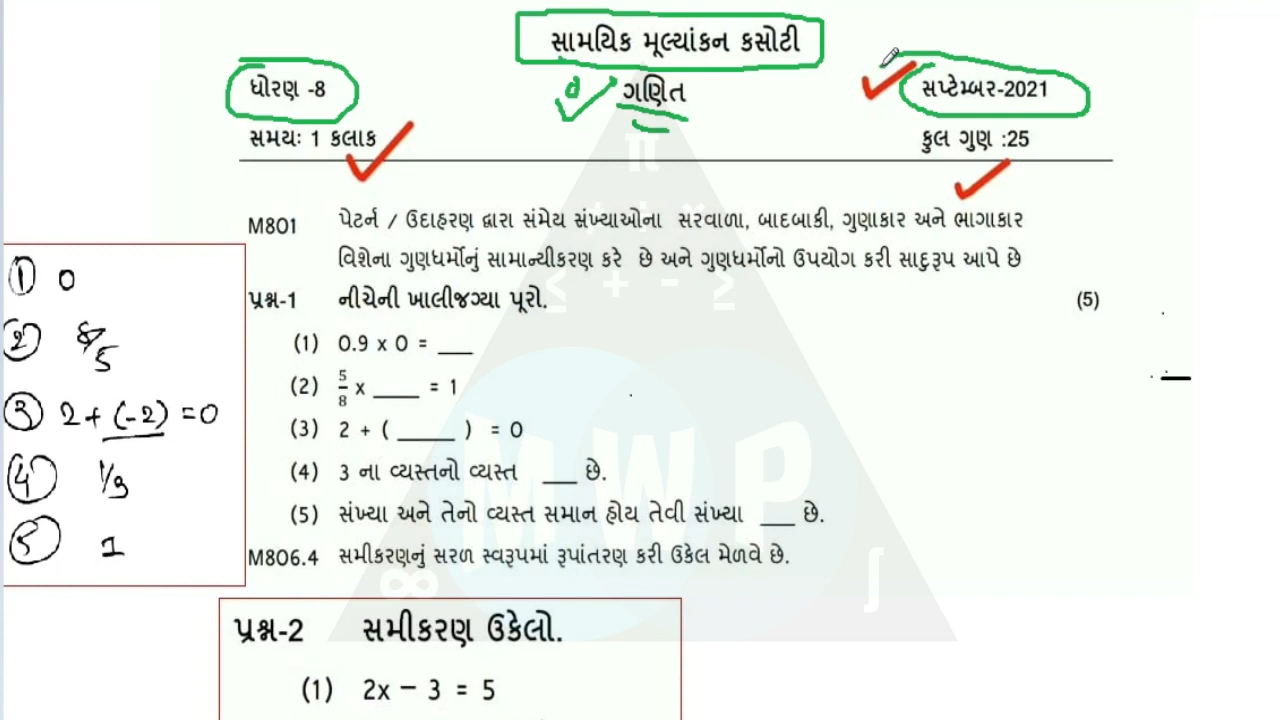 સામયિક મૂલ્યાંકન કસોટી
ધોરણ -8 ગણિત સપ્ટેમ્બર-2021
સમયઃ 1 કલાક કુલ ગુણ :25
M801 પેટર્ન / ઉદાહરણ દ્વારા સંમેય સંખ્યાઓના સરવાળા, બાદબાકી, ગુણાકાર અને ભાગાકાર
વિશેના ગુણધર્મોનું સામાન્યીકરણ કરે છે અને ગુણધર્મોનો ઉપયોગ કરી સાદુરૂપ આપે છે
પ્રશ્ન-1 નીચેની ખાલીજગ્યા પૂરો. (5)
(1) 0.9 x 0 = ___
(2) 5/8 x ____ = 1
(3) 2 + ( _____ ) = 0
(4) 3 ના વ્યસ્તનો વ્યસ્ત ___ છે.
(5) સંખ્યા અને તેનો વ્યસ્ત સમાન હોય તેવી સંખ્યા ___ છે.
M806.4 સમીકરણનું સરળ સ્વરૂપમાં રૂપાંતરણ કરી ઉકેલ મેળવે છે.
① 0
② 8/5
③ 2 + (-2) = 0
④ 1/3
⑤ 1
પ્રશ્ન-2 સમીકરણ ઉકેલો.
(1) 2x − 3 = 5
π
≤ + - ≥
MWP
∞ ∫